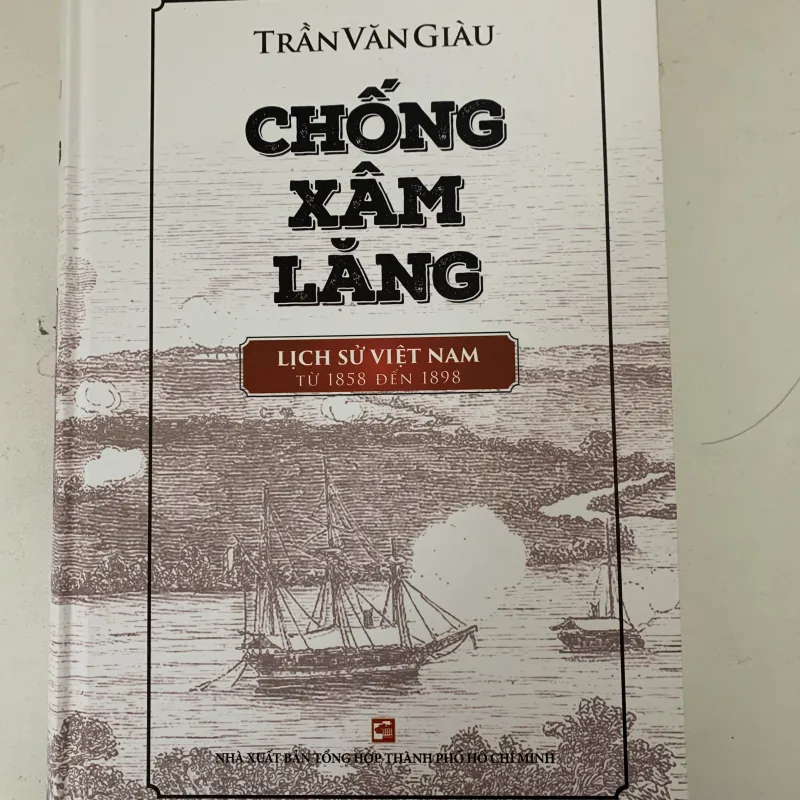 TRẦN VĂN GIÀU
CHỐNG
XÂM
LĂNG
LỊCH SỬ VIỆT NAM
TỪ 1858 ĐẾN 1898
NHÀ XUẤT BẢN TỔNG HỢP THÀNH PHỐ HỒ CHÍ MINH